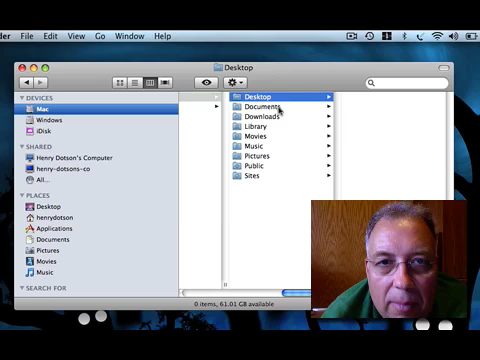 der File Edit View Go Window Help
Desktop
DEVICES
Mac
Windows
iDisk
SHARED
Henry Dotson's Computer
henry-dotsons-co
All...
PLACES
Desktop
henrydotson
Applications
Documents
Pictures
Movies
Music
SEARCH FOR
Desktop
Documents
Downloads
Library
Movies
Music
Pictures
Public
Sites
0 items, 61.01 GB available